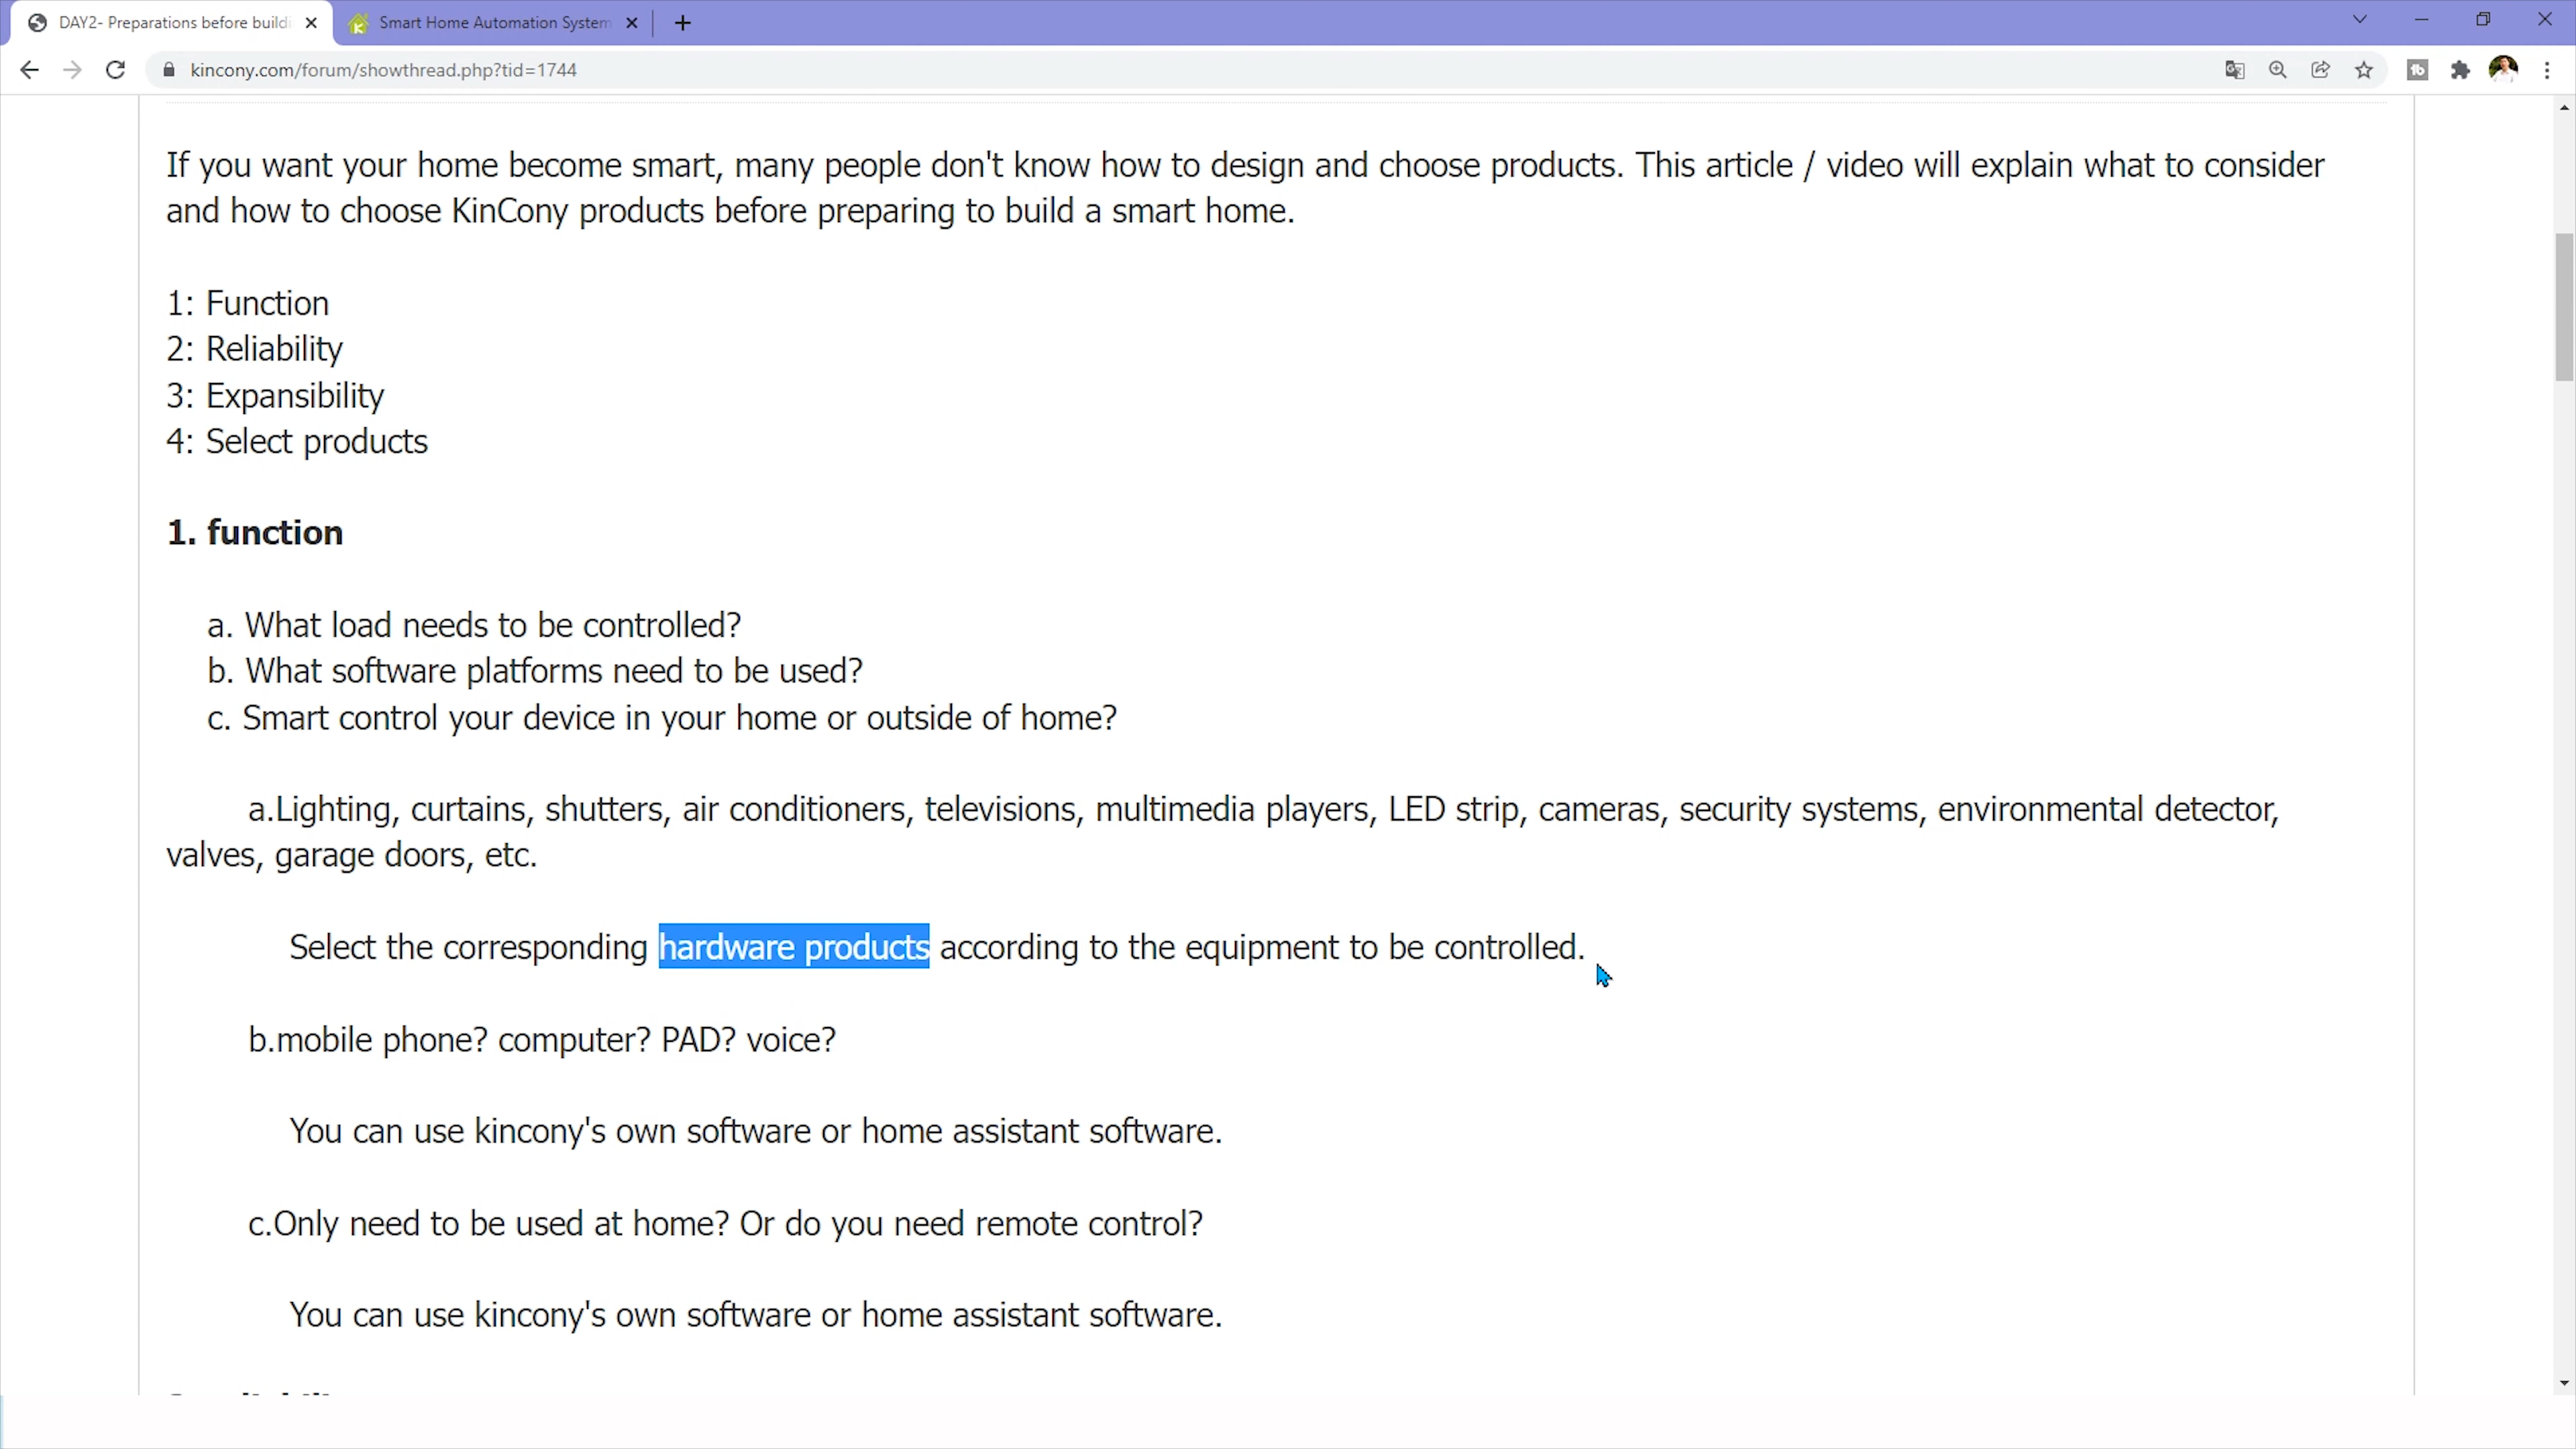 DAY2- Preparations before buildi
Smart Home Automation System
kincony.com/forum/showthread.php?tid=1744
If you want your home become smart, many people don't know how to design and choose products. This article / video will explain what to consider
and how to choose KinCony products before preparing to build a smart home.
1: Function
2: Reliability
3: Expansibility
4: Select products
1. function
a. What load needs to be controlled?
b. What software platforms need to be used?
c. Smart control your device in your home or outside of home?
a.Lighting, curtains, shutters, air conditioners, televisions, multimedia players, LED strip, cameras, security systems, environmental detector,
valves, garage doors, etc.
Select the corresponding hardware products according to the equipment to be controlled.
b.mobile phone? computer? PAD? voice?
You can use kincony's own software or home assistant software.
c.Only need to be used at home? Or do you need remote control?
You can use kincony's own software or home assistant software.